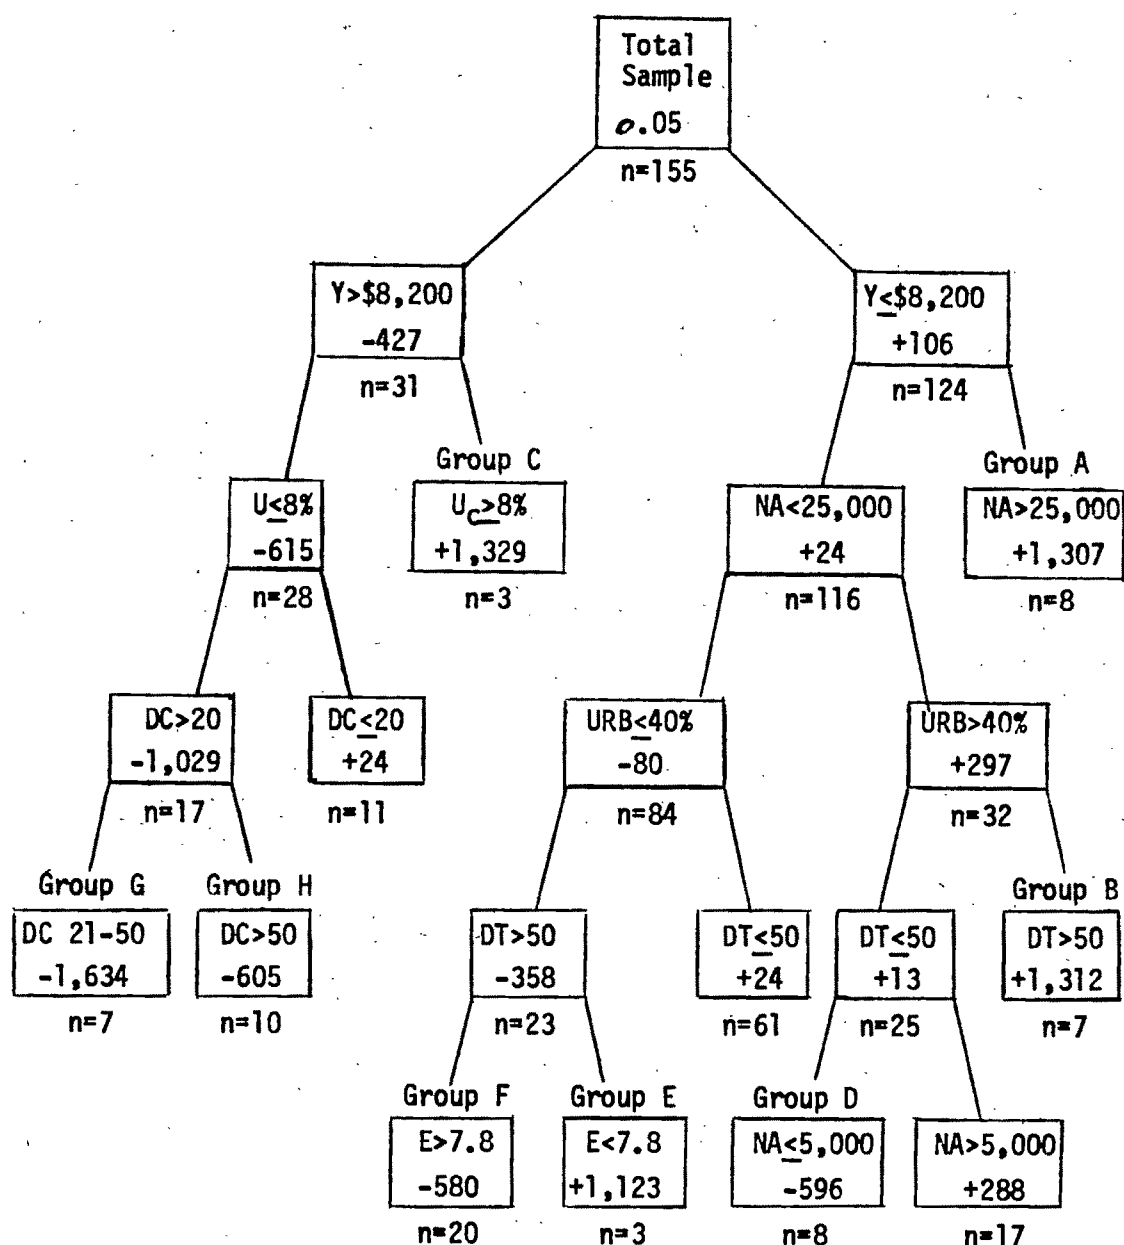 Total
Sample
0.05
n=155
Y>$8,200
-427
n=31
Y≤$8,200
+106
n=124
Group C
Group A
U≤8%
-615
n=28
Uc≥8%
+1,329
n=3
NA<25,000
+24
n=116
NA>25,000
+1,307
n=8
DC>20
-1,029
n=17
DC≤20
+24
n=11
URB≤40%
-80
n=84
URB>40%
+297
n=32
Group G
Group H
Group B
DC 21-50
-1,634
n=7
DC>50
-605
n=10
DT>50
-358
n=23
DT≤50
+24
n=61
DT≤50
+13
n=25
DT>50
+1,312
n=7
Group F
Group E
Group D
E>7.8
-580
n=20
E<7.8
+1,123
n=3
NA≤5,000
-596
n=8
NA>5,000
+288
n=17